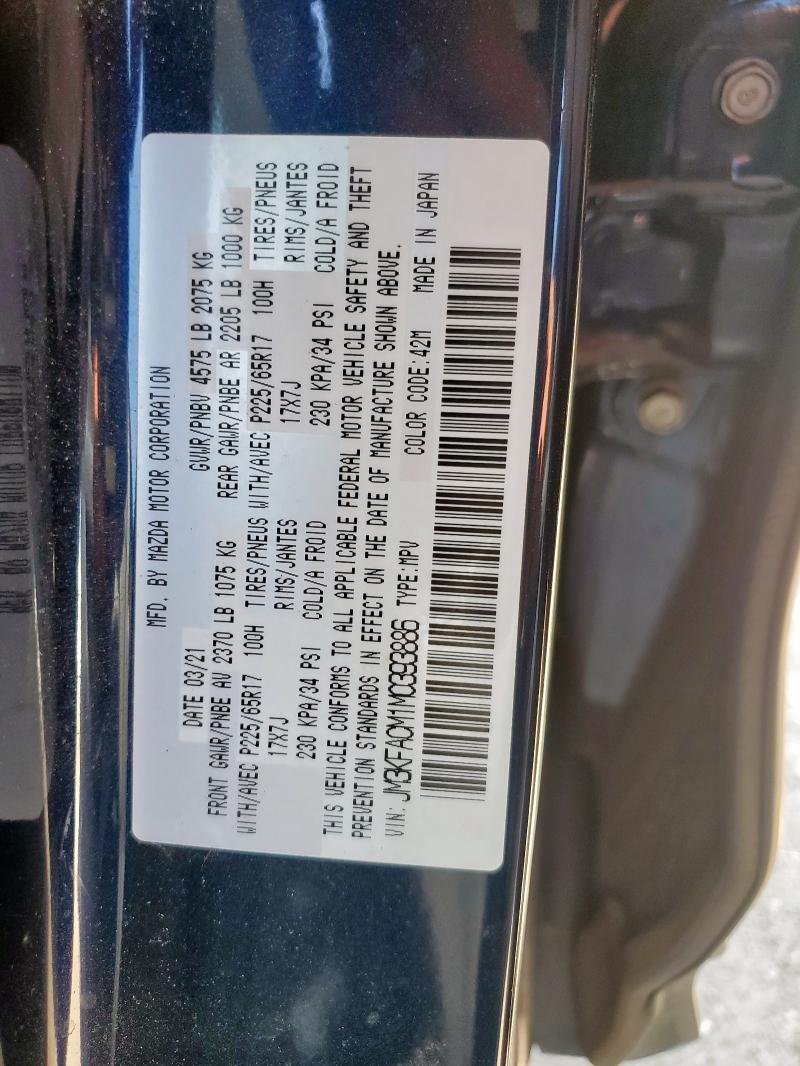 MFD. BY MAZDA MOTOR CORPORATION
DATE 03/21 GVWR/PNBV 4575 LB 2075 KG
FRONT GAWR/PNBE AV 2370 LB 1075 KG REAR GAWR/PNBE AR 2205 LB 1000 KG
WITH/AVEC P225/65R17 100H TIRES/PNEUS WITH/AVEC P225/65R17 100H TIRES/PNEUS
17X7J RIMS/JANTES 17X7J RIMS/JANTES
230 KPA/34 PSI COLD/A FROID 230 KPA/34 PSI COLD/A FROID
THIS VEHICLE CONFORMS TO ALL APPLICABLE FEDERAL MOTOR VEHICLE SAFETY AND THEFT
PREVENTION STANDARDS IN EFFECT ON THE DATE OF MANUFACTURE SHOWN ABOVE.
VIN: JM3KFACM1M0393886 TYPE:MPV COLOR CODE:42M MADE IN JAPAN